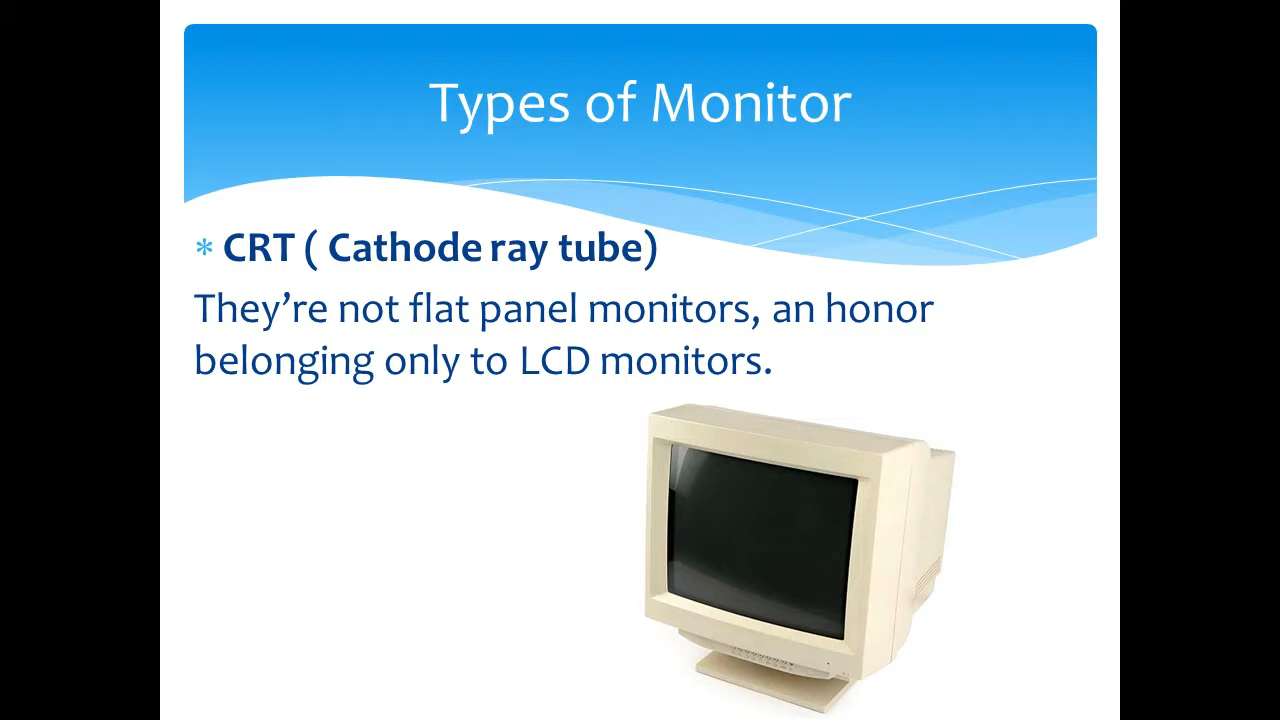 Types of Monitor
* CRT ( Cathode ray tube)
They’re not flat panel monitors, an honor
belonging only to LCD monitors.